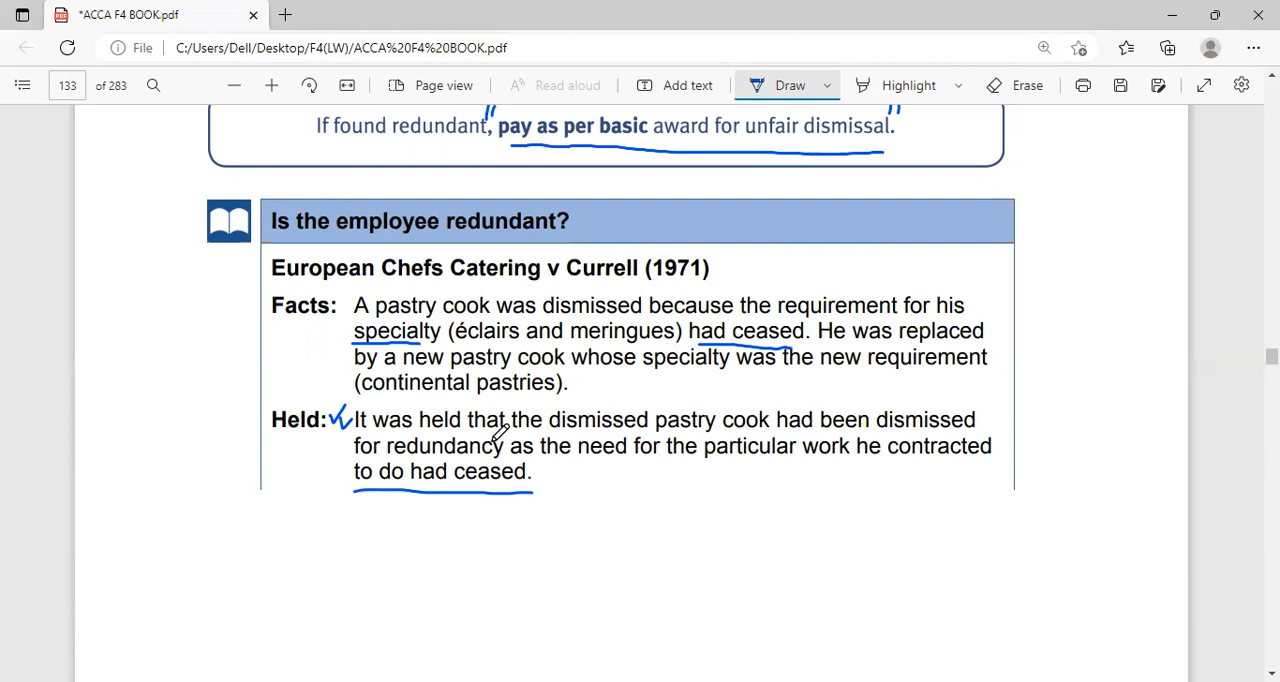 *ACCA F4 BOOK.pdf
File C:/Users/Dell/Desktop/F4(LW)/ACCA%20F4%20BOOK.pdf
133 of 283 Page view Read aloud Add text Draw Highlight Erase
If found redundant, pay as per basic award for unfair dismissal.
Is the employee redundant?
European Chefs Catering v Currell (1971)
Facts: A pastry cook was dismissed because the requirement for his
specialty (éclairs and meringues) had ceased. He was replaced
by a new pastry cook whose specialty was the new requirement
(continental pastries).
Held: It was held that the dismissed pastry cook had been dismissed
for redundancy as the need for the particular work he contracted
to do had ceased.